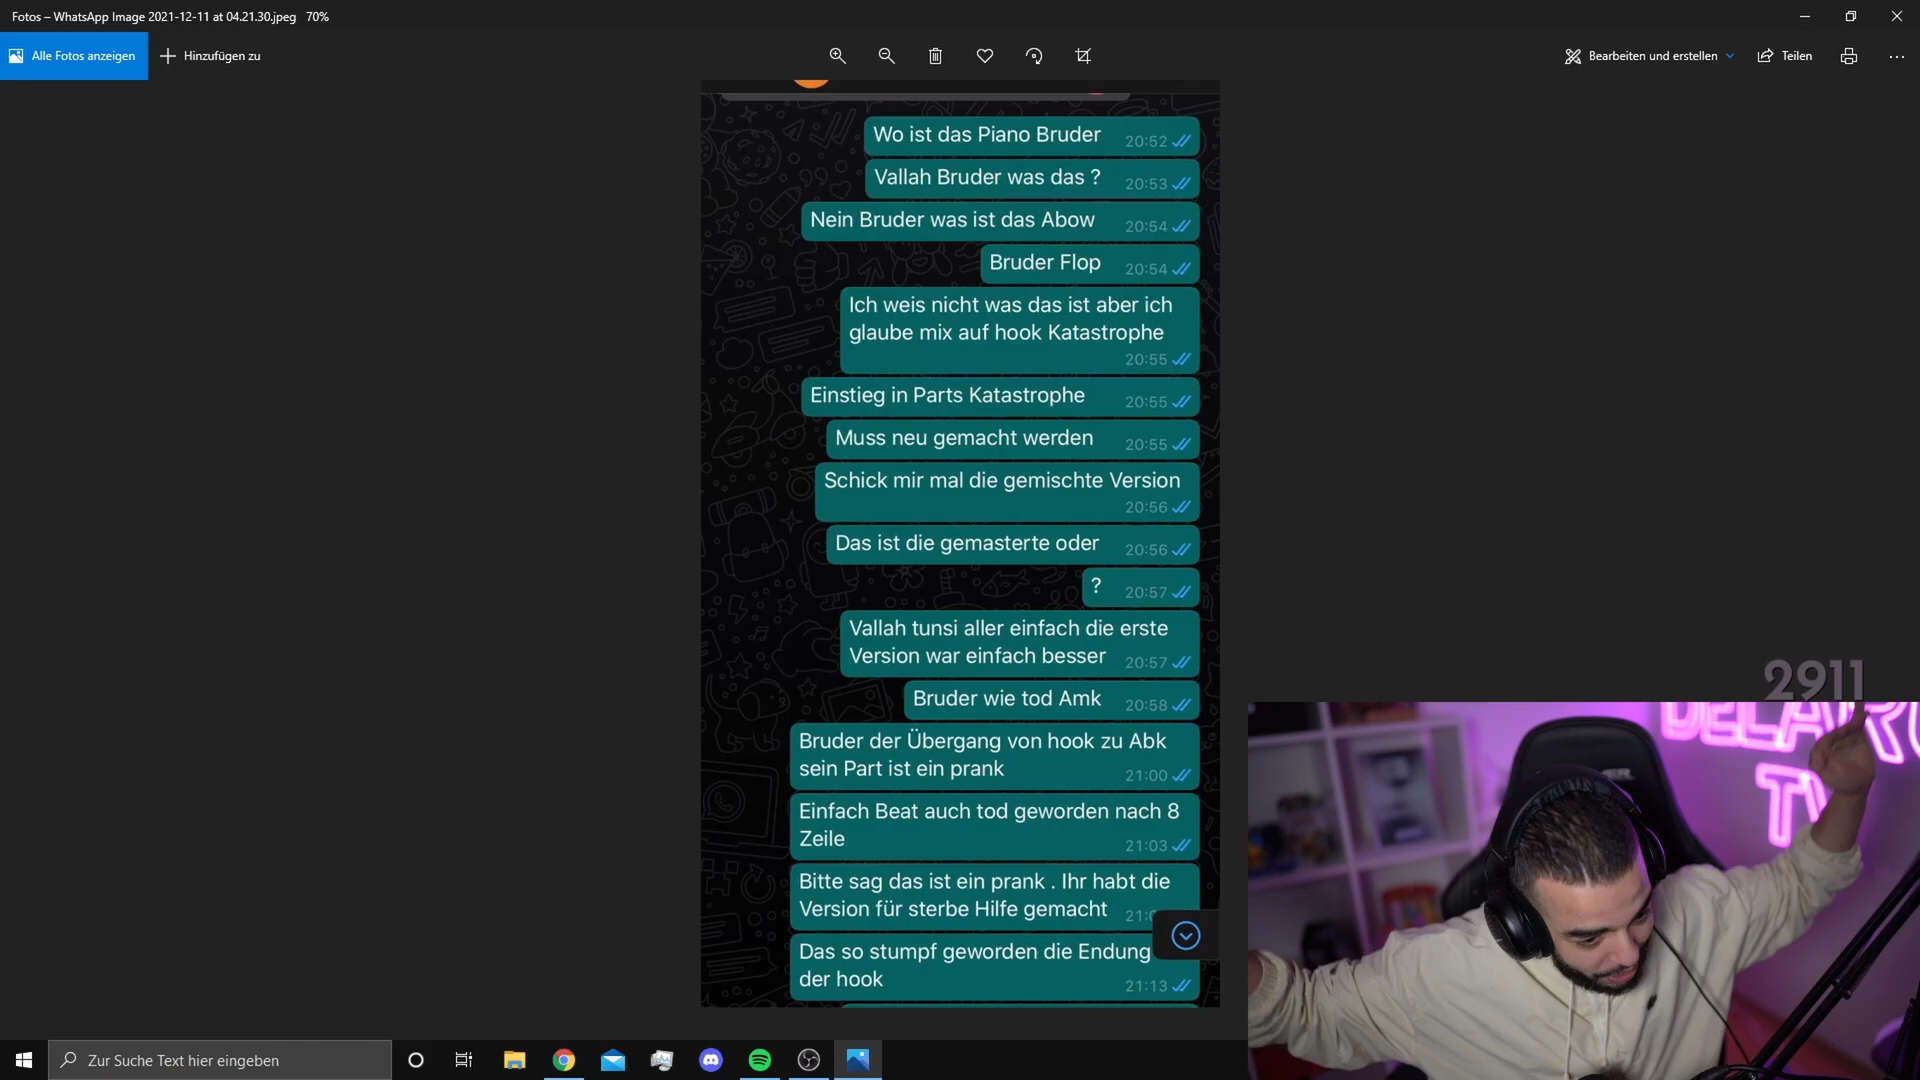 Fotos – WhatsApp Image 2021-12-11 at 04.21.30.jpeg 70%
Alle Fotos anzeigen
Hinzufügen zu
Bearbeiten und erstellen
Teilen
Wo ist das Piano Bruder 20:52
Vallah Bruder was das ? 20:53
Nein Bruder was ist das Abow 20:54
Bruder Flop 20:54
Ich weis nicht was das ist aber ich
glaube mix auf hook Katastrophe
20:55
Einstieg in Parts Katastrophe 20:55
Muss neu gemacht werden 20:55
Schick mir mal die gemischte Version
20:56
Das ist die gemasterte oder 20:56
? 20:57
Vallah tunsi aller einfach die erste
Version war einfach besser 20:57
Bruder wie tod Amk 20:58
Bruder der Übergang von hook zu Abk
sein Part ist ein prank 21:00
Einfach Beat auch tod geworden nach 8
Zeile 21:03
Bitte sag das ist ein prank . Ihr habt die
Version für sterbe Hilfe gemacht
Das so stumpf geworden die Endung
der hook 21:13
2911
TV
Zur Suche Text hier eingeben